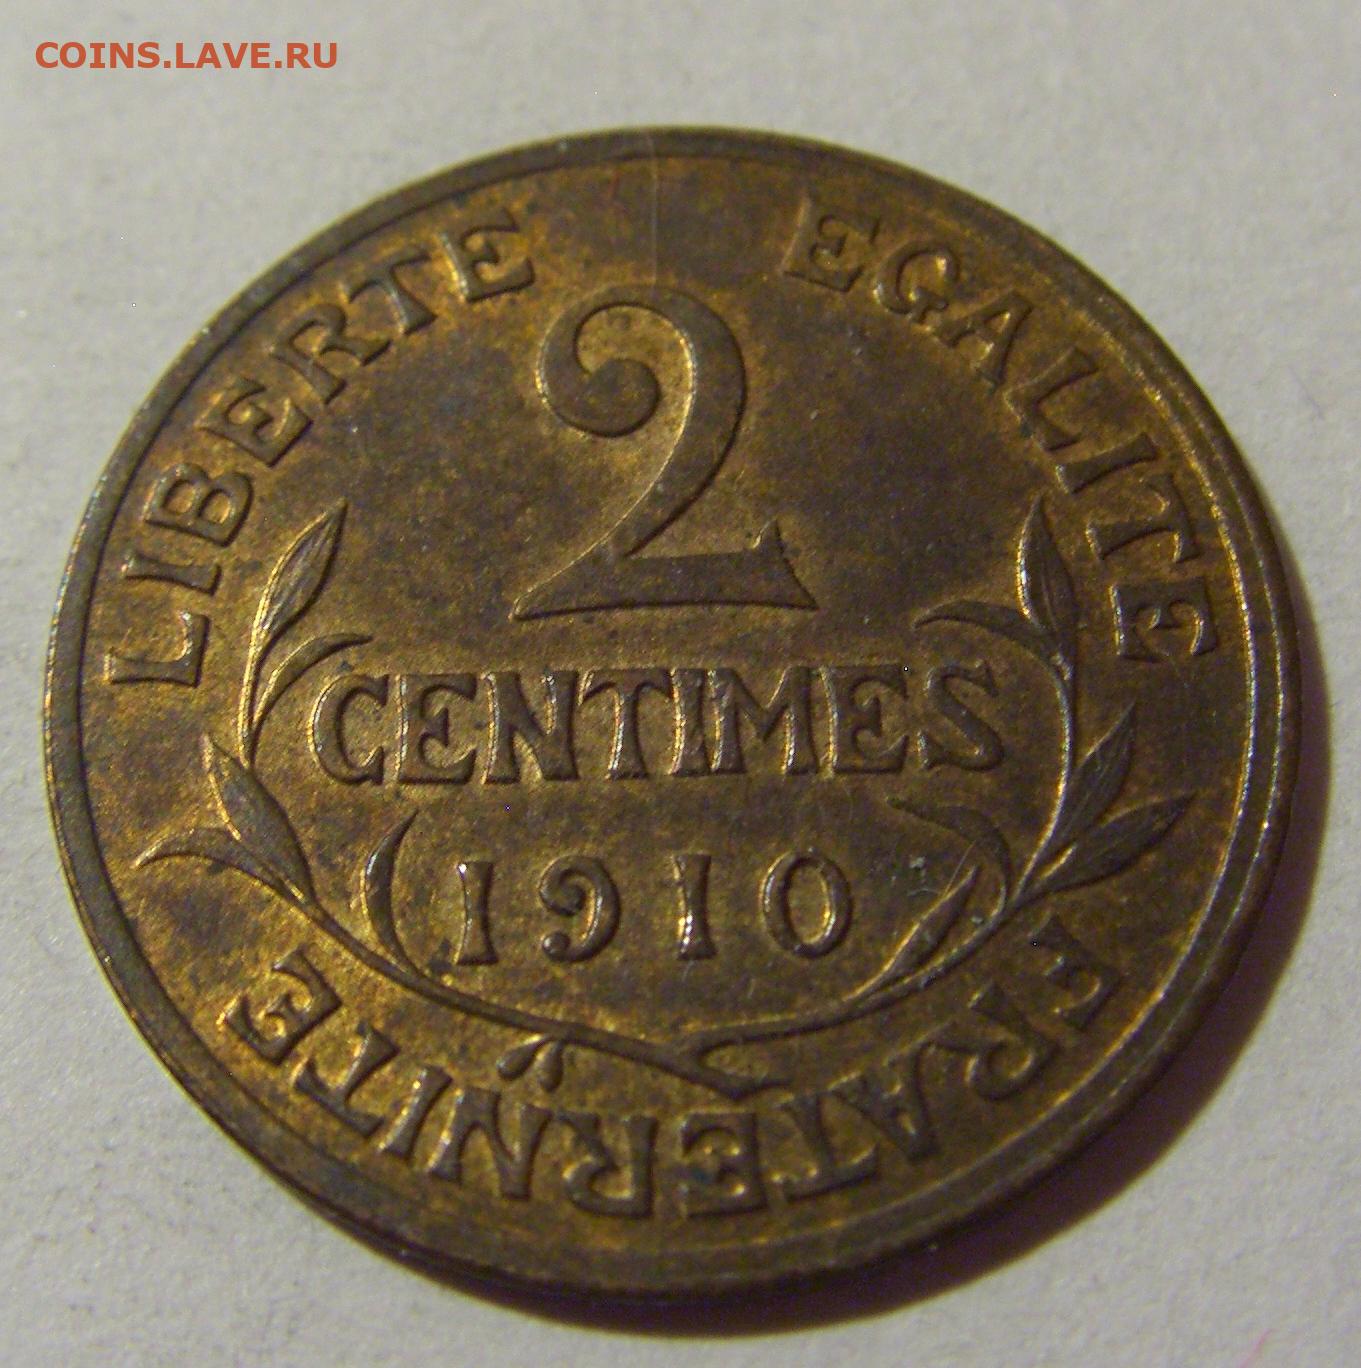 COINS.LAVE.RU
LIBERTE EGALITE
2
CENTIMES
1910
FRATERNITE